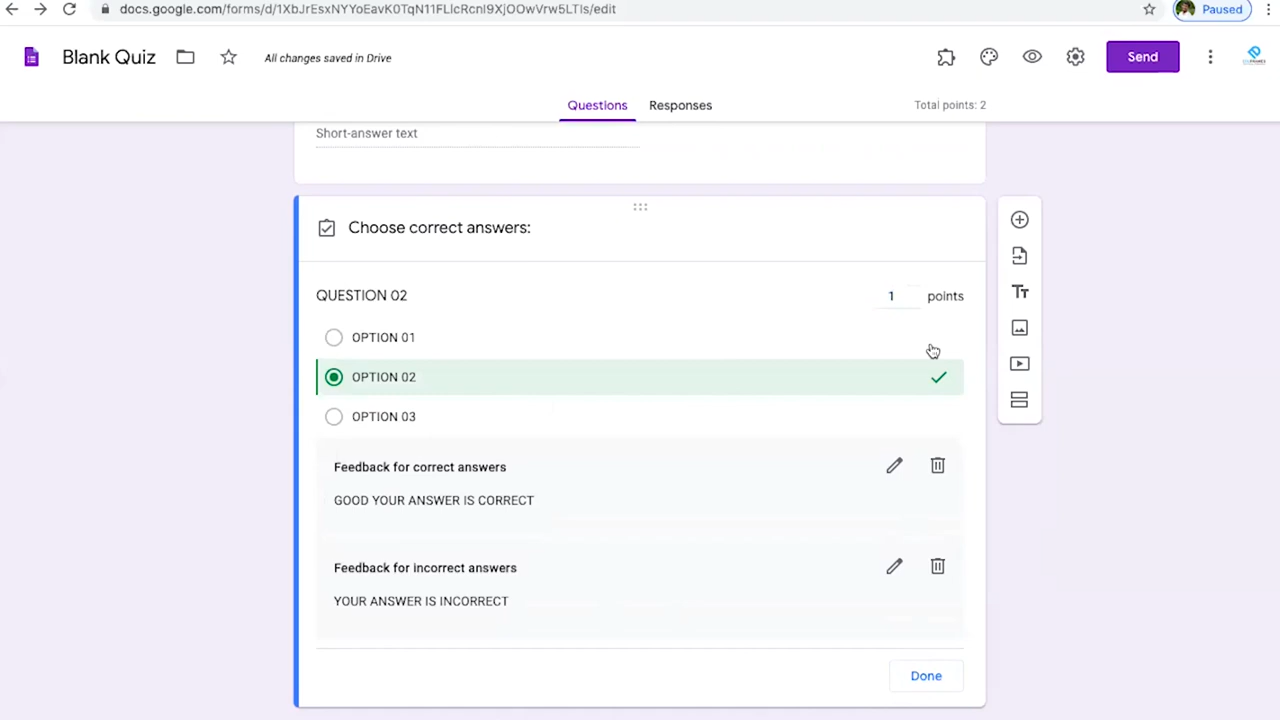 docs.google.com/forms/d/1XbJrEsxNYYoEavK0TqN11FLlcRcnI9XjOOwVrw5LTIs/edit
Paused
Blank Quiz
All changes saved in Drive
Send
Questions
Responses
Total points: 2
Short-answer text
Choose correct answers:
QUESTION 02
1 points
OPTION 01
OPTION 02
OPTION 03
Feedback for correct answers
GOOD YOUR ANSWER IS CORRECT
Feedback for incorrect answers
YOUR ANSWER IS INCORRECT
Done
Tт